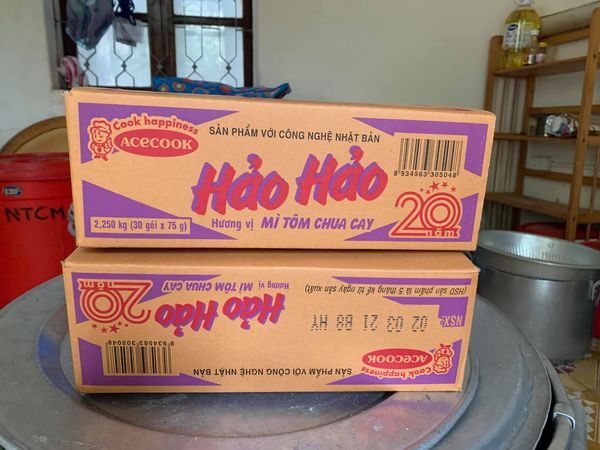 Cook happiness
ACECOOK
SẢN PHẨM VỚI CÔNG NGHỆ NHẬT BẢN
Hảo Hảo
Hương vị MÌ TÔM CHUA CAY
2,250 kg (30 gói x 75 g)
8 934563 305048
20 năm
NTCM
Cook happiness
ACECOOK
SẢN PHẨM VỚI CÔNG NGHỆ NHẬT BẢN
Hảo Hảo
Hương vị
MÌ TÔM CHUA CAY
20 năm
8 934563 305048
NSX: 02 03 21 B8 HY
(HSD sản phẩm là 5 tháng kể từ ngày sản xuất)